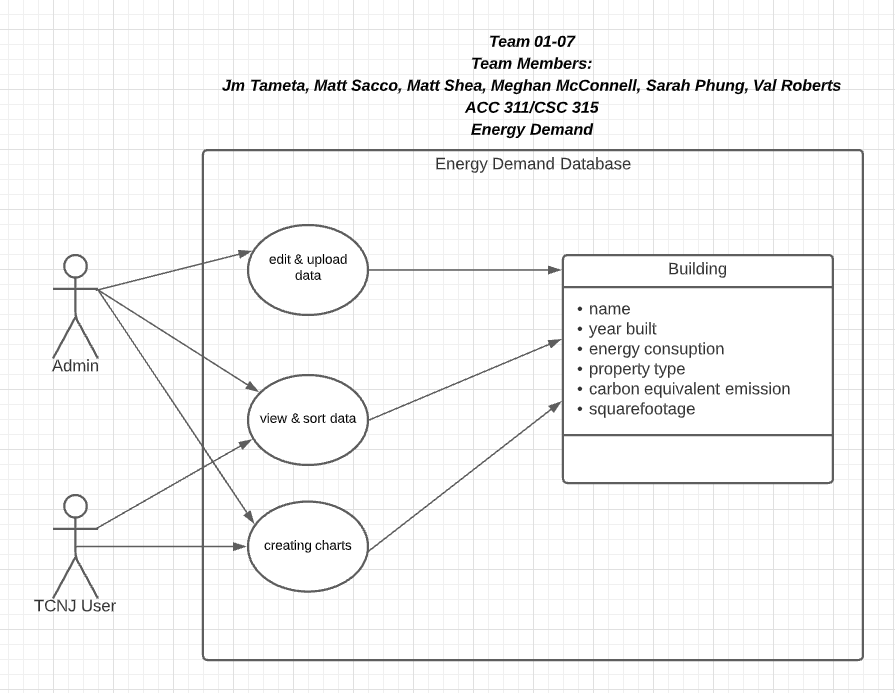 Team 01-07
Team Members:
Jm Tameta, Matt Sacco, Matt Shea, Meghan McConnell, Sarah Phung, Val Roberts
ACC 311/CSC 315
Energy Demand
Energy Demand Database
edit & upload
data
Admin
view & sort data
TCNJ User
creating charts
Building
• name
• year built
• energy consuption
• property type
• carbon equivalent emission
• squarefootage